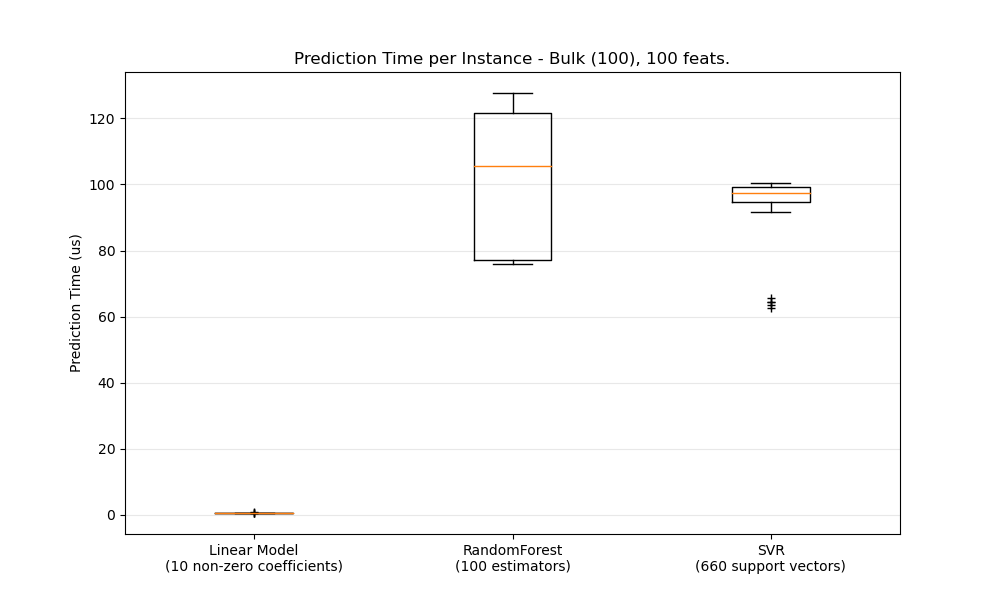 Prediction Time per Instance - Bulk (100), 100 feats.
Prediction Time (us)
120
100
80
60
40
20
0
Linear Model
(10 non-zero coefficients)
RandomForest
(100 estimators)
SVR
(660 support vectors)